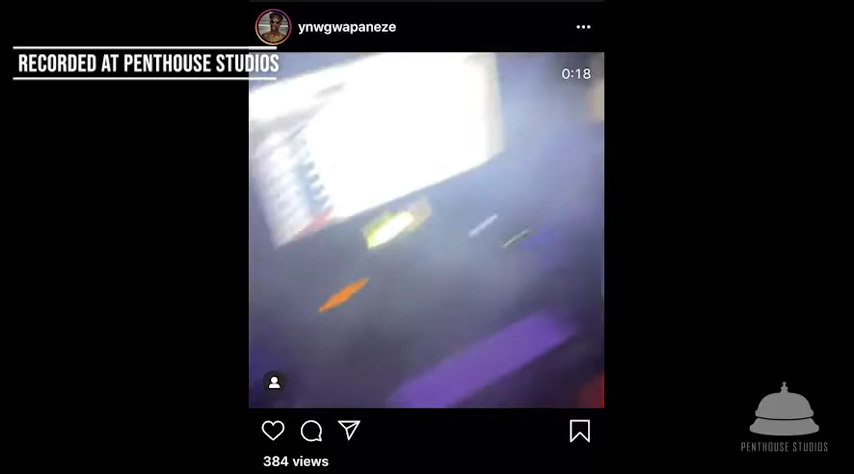 ynwgwapaneze
RECORDED AT PENTHOUSE STUDIOS
0:18
384 views
PENTHOUSE STUDIOS